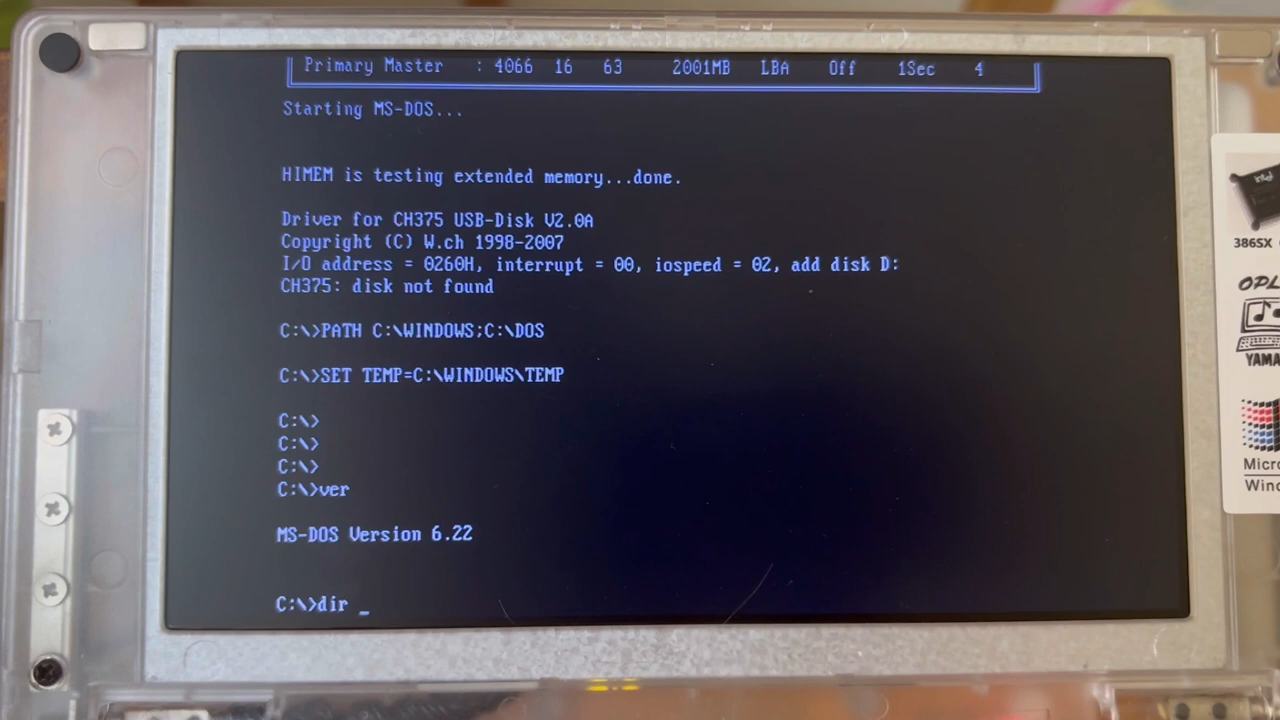 Primary Master : 4066 16 63 2001MB LBA Off 1Sec 4
Starting MS-DOS...
HIMEM is testing extended memory...done.
Driver for CH375 USB-Disk V2.0A
Copyright (C) W.ch 1998-2007
I/O address = 0260H, interrupt = 00, iospeed = 02, add disk D:
CH375: disk not found
C:\>PATH C:\WINDOWS;C:\DOS
C:\>SET TEMP=C:\WINDOWS\TEMP
C:\>
C:\>
C:\>
C:\>ver
MS-DOS Version 6.22
C:\>dir _
intel
386SX
OPL
YAMA
Micro
Wind